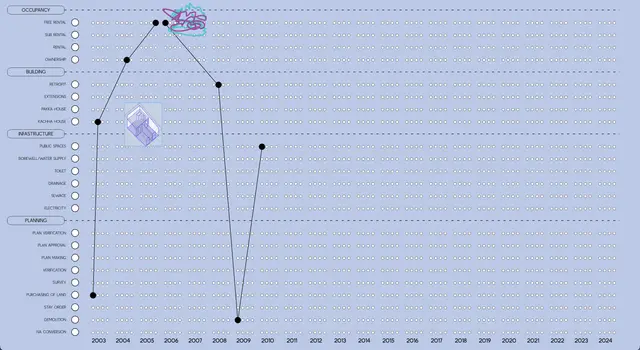 OCCUPANCY
FREE RENTAL
SUB RENTAL
RENTAL
OWNERSHIP
BUILDING
RETROFIT
EXTENSIONS
PAKKA HOUSE
KACHHA HOUSE
INFASTRUCTURE
PUBLIC SPACES
BOREWELL/WATER SUPPLY
TOILET
DRAINAGE
SEWAGE
ELECTRICITY
PLANNING
PLAN VERIFICATION
PLAN APPROVAL
PLAN MAKING
VERIFICATION
SURVEY
PURCHASING OF LAND
STAY ORDER
DEMOLITION
NA CONVERSION
2003 2004 2005 2006 2007 2008 2009 2010 2011 2012 2013 2014 2015 2016 2017 2018 2019 2020 2021 2022 2023 2024